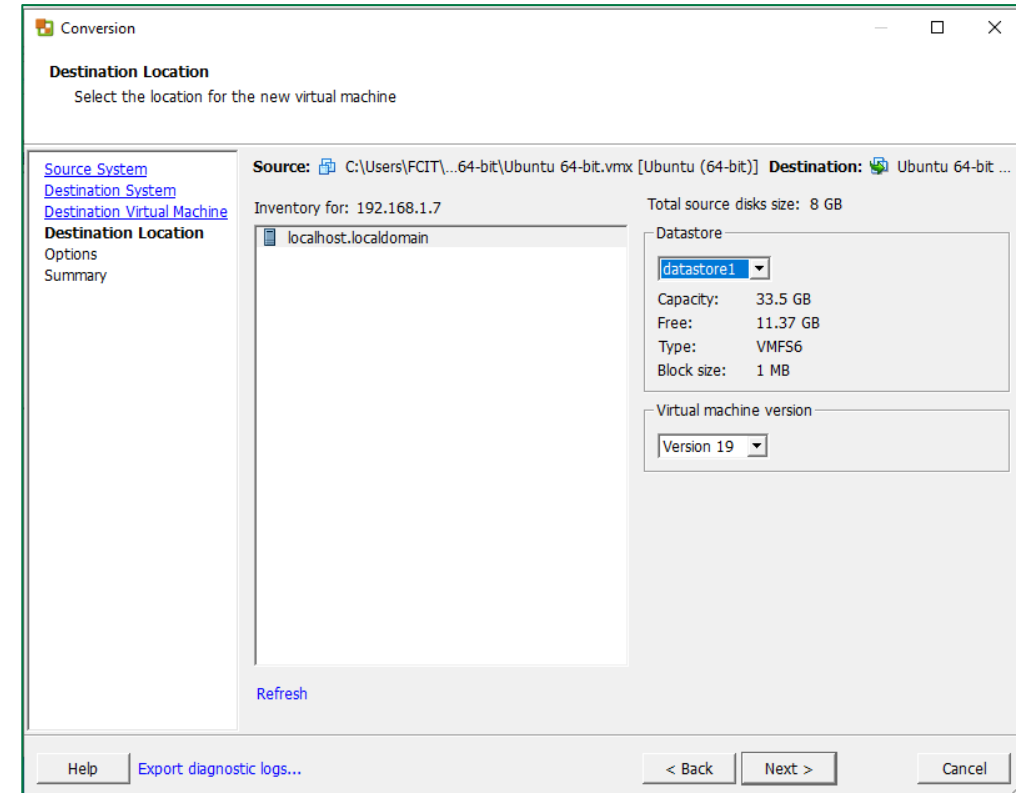 Conversion
Destination Location
Select the location for the new virtual machine
Source System
Destination System
Destination Virtual Machine
Destination Location
Options
Summary
Source: C:\Users\FCIT\...64-bit\Ubuntu 64-bit.vmx [Ubuntu (64-bit)] Destination: Ubuntu 64-bit ...
Inventory for: 192.168.1.7
localhost.localdomain
Refresh
Total source disks size: 8 GB
Datastore
datastore1
Capacity: 33.5 GB
Free: 11.37 GB
Type: VMFS6
Block size: 1 MB
Virtual machine version
Version 19
Help Export diagnostic logs... < Back Next > Cancel